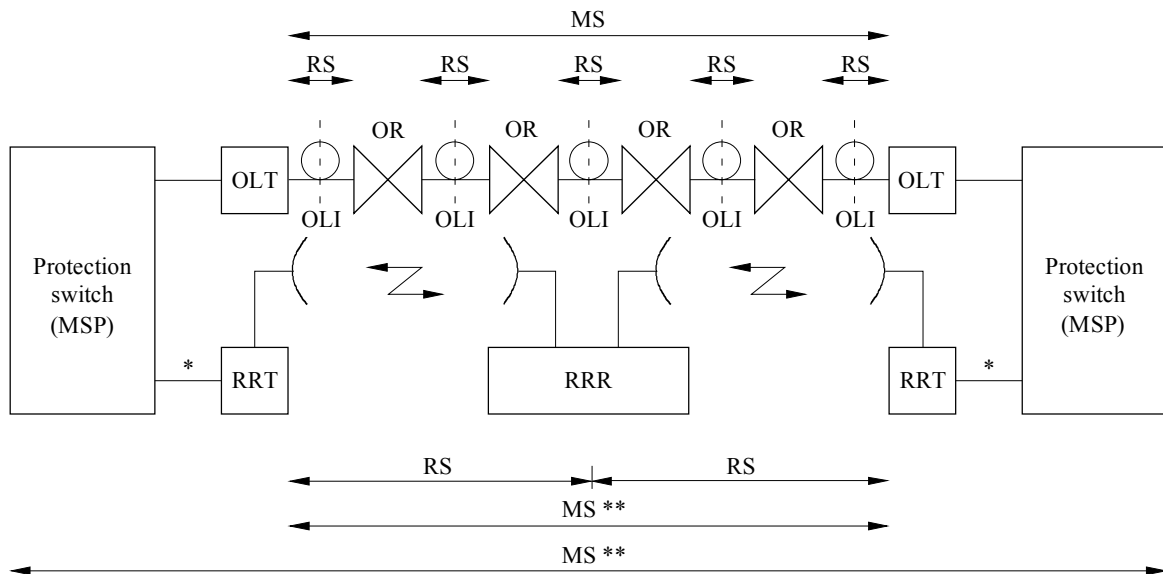 MS
RS RS RS RS RS
OR OR OR OR
OLT OLT
OLI OLI OLI OLI OLI
Protection
switch
(MSP)
Protection
switch
(MSP)
* RRT RRR RRT *
RS RS
MS **
MS **